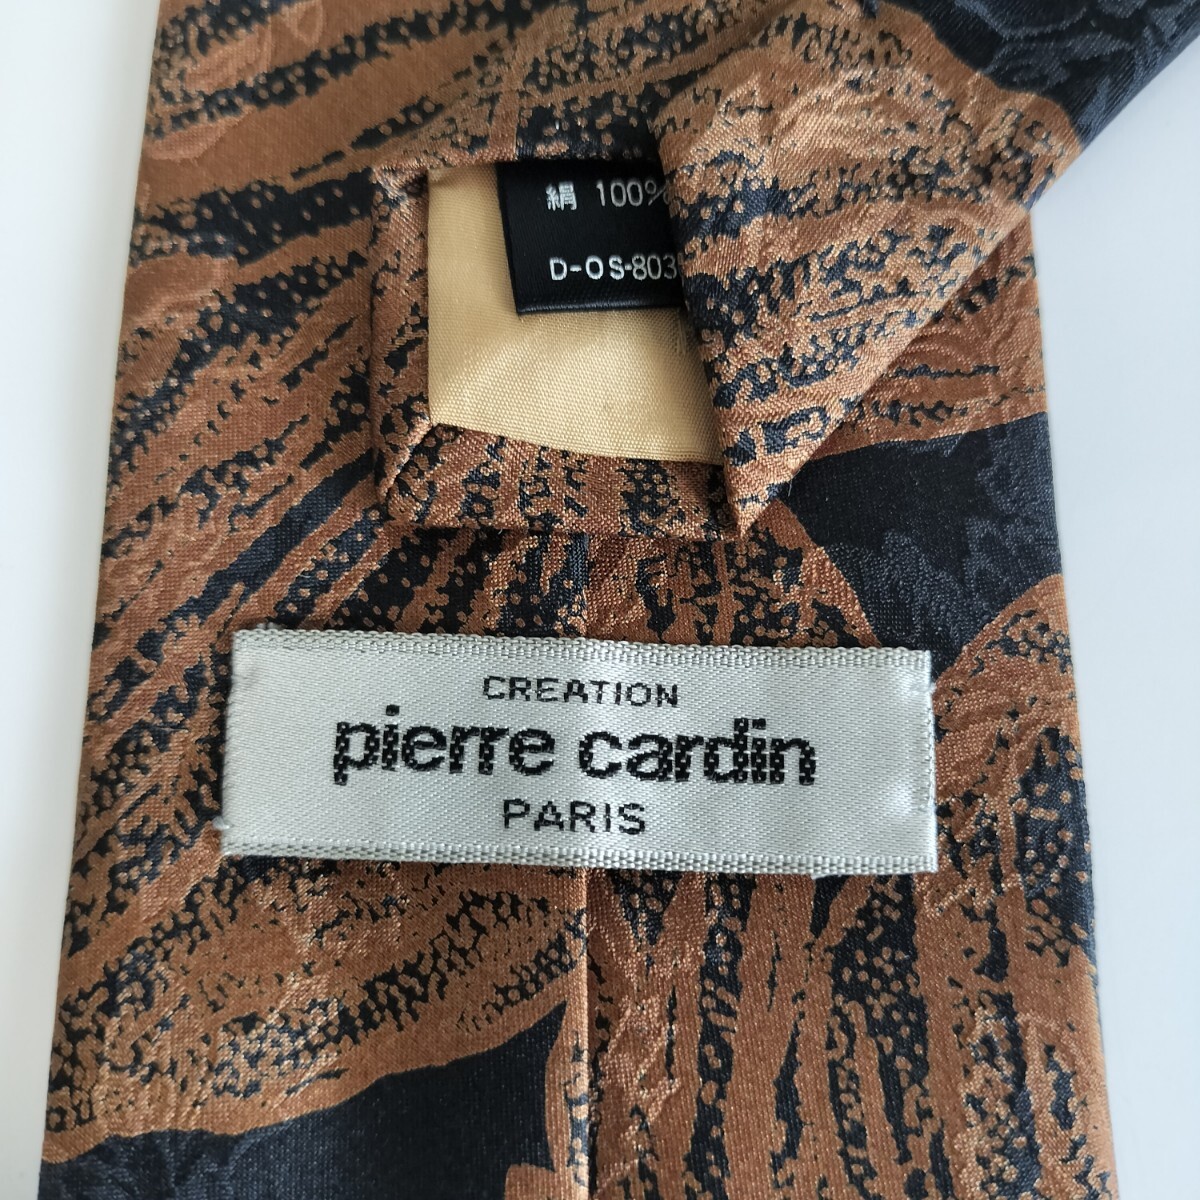 絹 100%
D-OS-803
CREATION
pierre cardin
PARIS